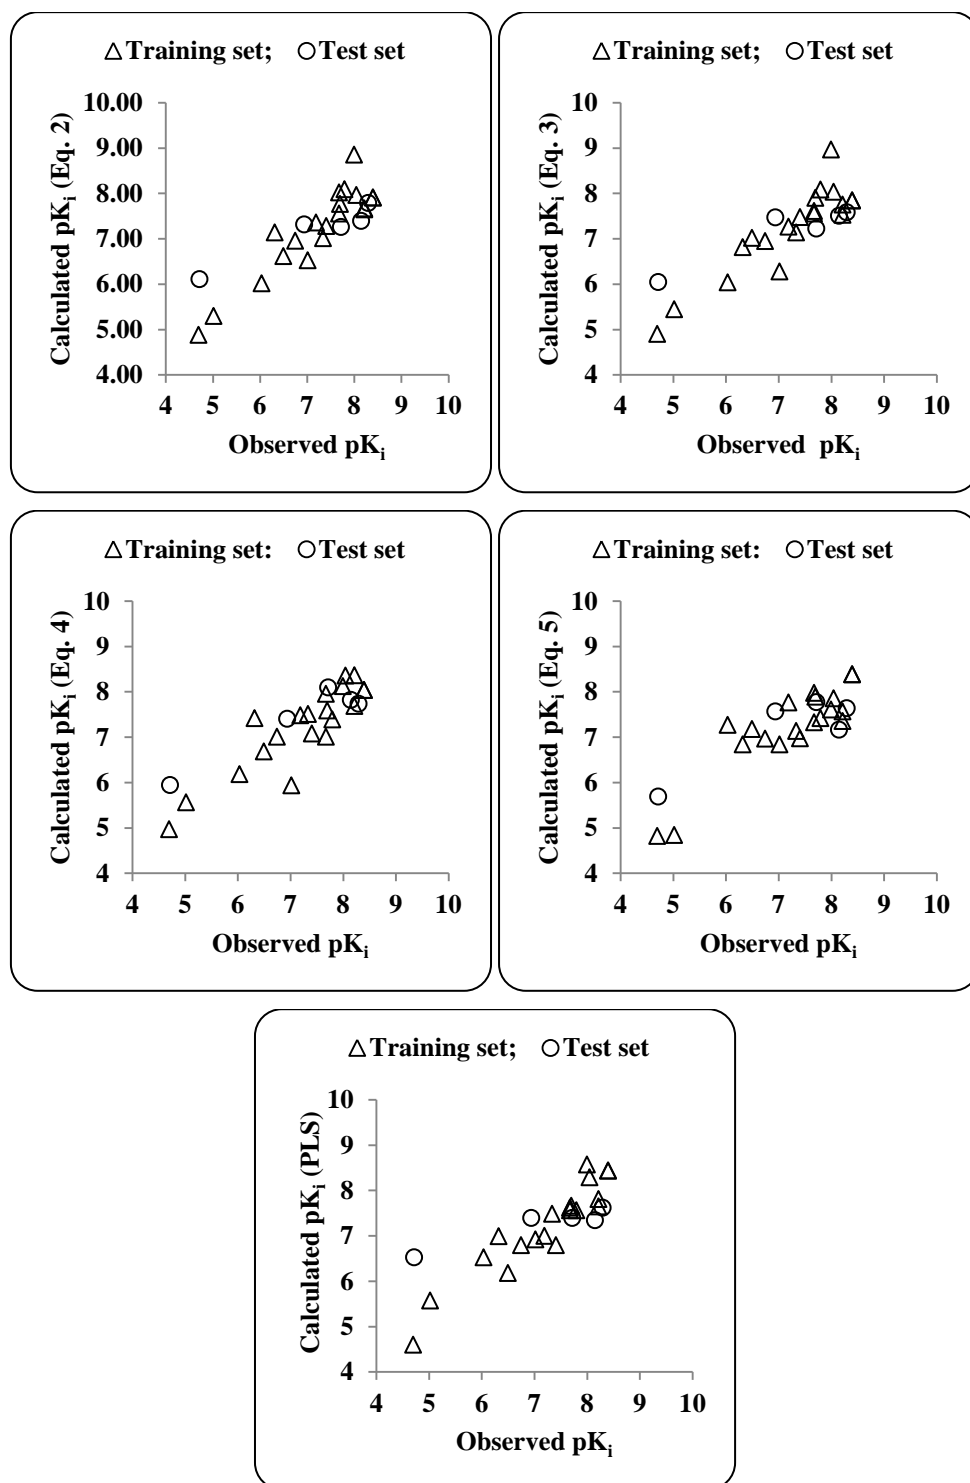 Training set; Test set
Calculated pKi (Eq. 2)
10.00
9.00
8.00
7.00
6.00
5.00
4.00
4 5 6 7 8 9 10
Observed pKi
Training set; Test set
Calculated pKi (Eq. 3)
10
9
8
7
6
5
4
4 5 6 7 8 9 10
Observed pKi
Training set: Test set
Calculated pKi (Eq. 4)
10
9
8
7
6
5
4
4 5 6 7 8 9 10
Observed pKi
Training set: Test set
Calculated pKi (Eq. 5)
10
9
8
7
6
5
4
4 5 6 7 8 9 10
Observed pKi
Training set; Test set
Calculated pKi (PLS)
10
9
8
7
6
5
4
4 5 6 7 8 9 10
Observed pKi